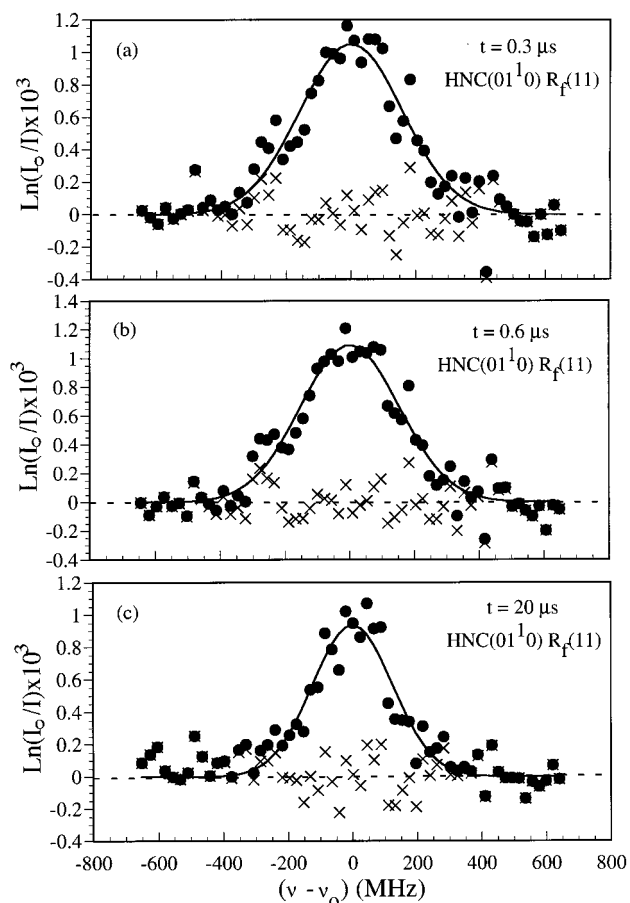 (a)
t = 0.3 μs
HNC(01¹0) R_f(11)
Ln(I_o/I)x10³
1.2
1
0.8
0.6
0.4
0.2
0
-0.2
-0.4
(b)
t = 0.6 μs
HNC(01¹0) R_f(11)
Ln(I_o/I)x10³
1.4
1.2
1
0.8
0.6
0.4
0.2
0
-0.2
-0.4
(c)
t = 20 μs
HNC(01¹0) R_f(11)
Ln(I_o/I)x10³
1.2
1
0.8
0.6
0.4
0.2
0
-0.2
-0.4
-800 -600 -400 -200 0 200 400 600 800
(ν - ν_o) (MHz)